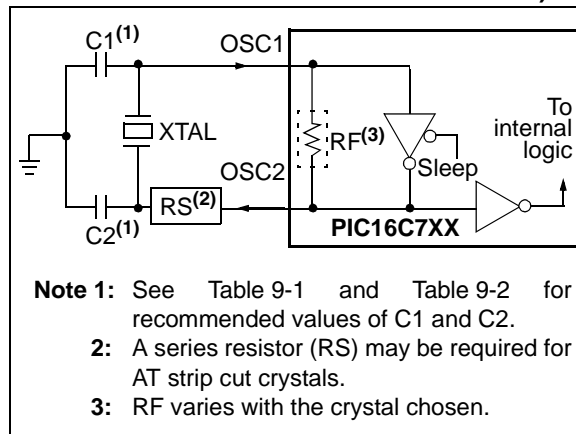 C1(1)
OSC1
To
internal
logic
XTAL
RF(3)
Sleep
OSC2
RS(2)
C2(1)
PIC16C7XX
Note 1: See Table 9-1 and Table 9-2 for
recommended values of C1 and C2.
2: A series resistor (RS) may be required for
AT strip cut crystals.
3: RF varies with the crystal chosen.